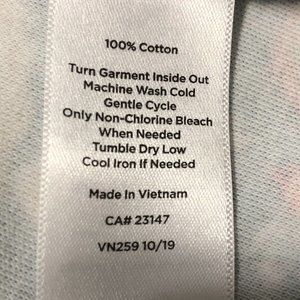 100% Cotton
Turn Garment Inside Out
Machine Wash Cold
Gentle Cycle
Only Non-Chlorine Bleach
When Needed
Tumble Dry Low
Cool Iron If Needed
Made In Vietnam
CA# 23147
VN259 10/19